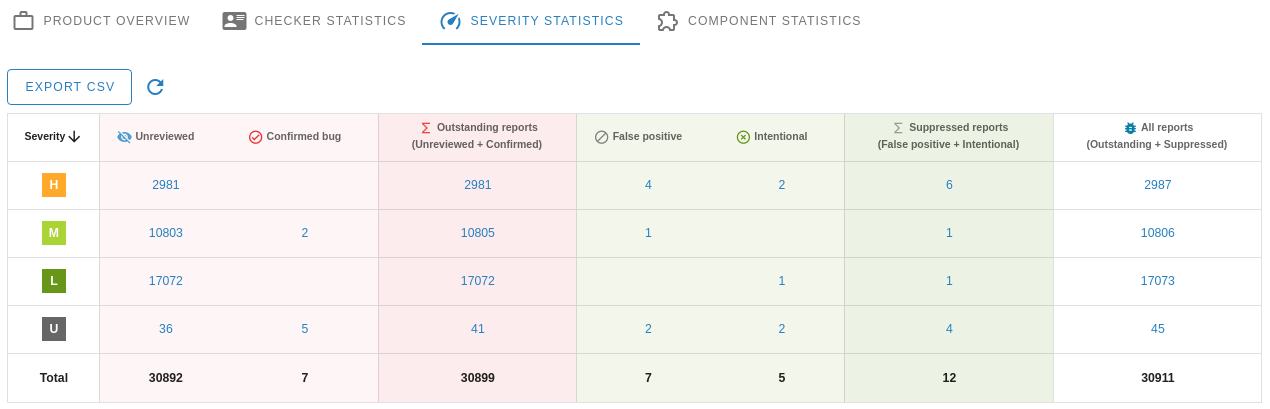 PRODUCT OVERVIEW CHECKER STATISTICS SEVERITY STATISTICS COMPONENT STATISTICS
EXPORT CSV
Severity Unreviewed Confirmed bug Outstanding reports (Unreviewed + Confirmed) False positive Intentional Suppressed reports (False positive + Intentional) All reports (Outstanding + Suppressed)
H 2981 2981 4 2 6 2987
M 10803 2 10805 1 1 10806
L 17072 17072 1 1 17073
U 36 5 41 2 2 4 45
Total 30892 7 30899 7 5 12 30911